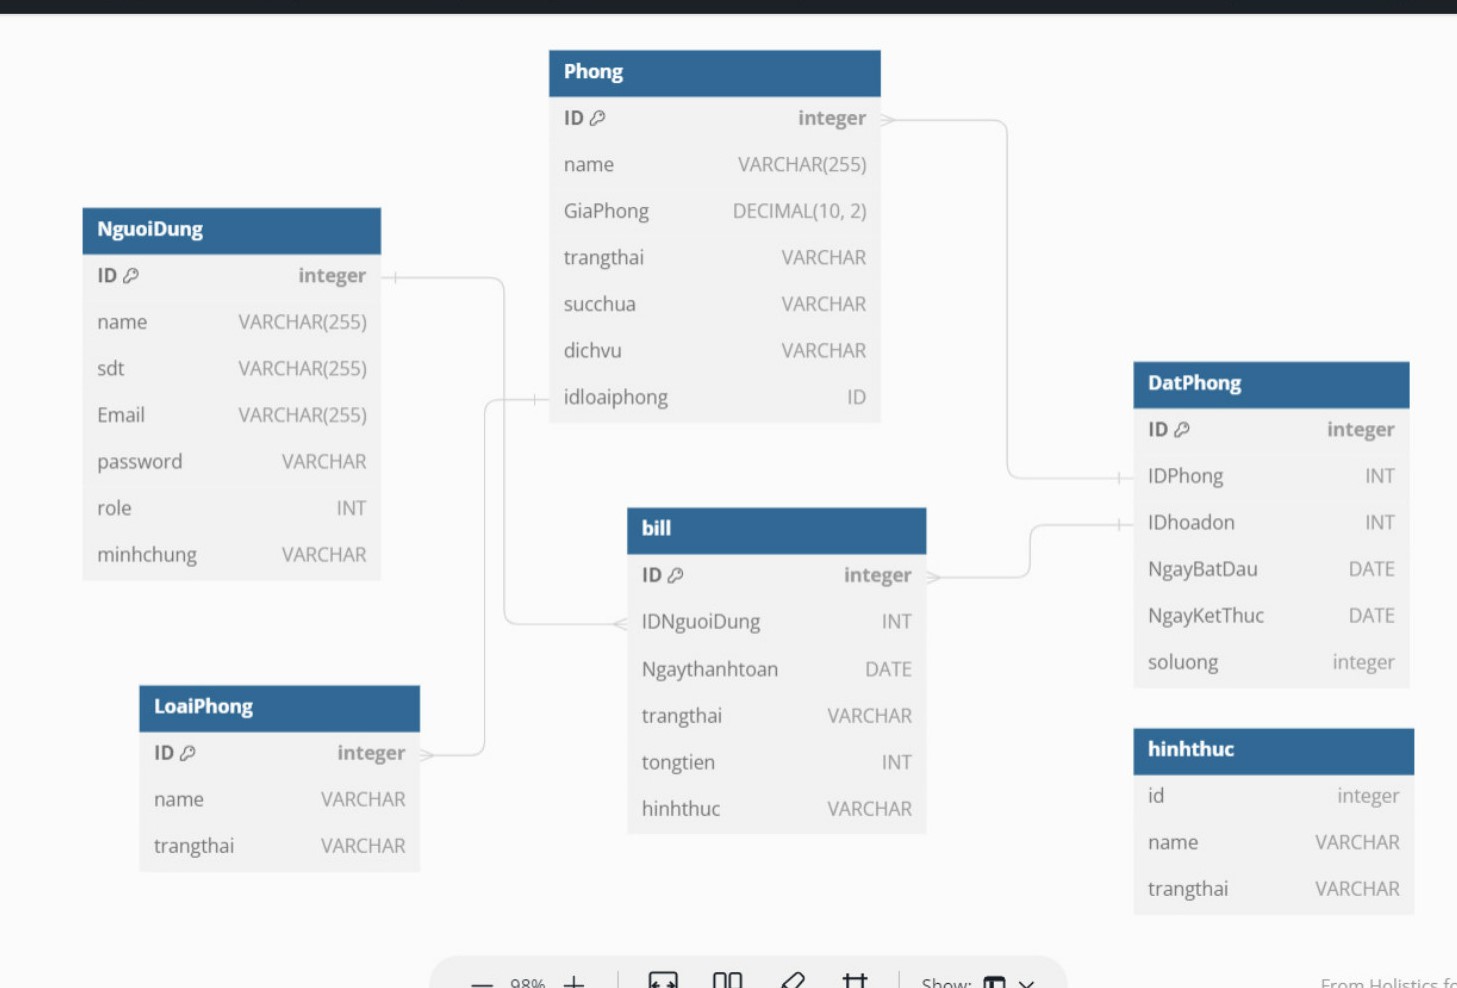 Phong
ID integer
name VARCHAR(255)
GiaPhong DECIMAL(10, 2)
trangthai VARCHAR
succhua VARCHAR
dichvu VARCHAR
idloaiphong ID
NguoiDung
ID integer
name VARCHAR(255)
sdt VARCHAR(255)
Email VARCHAR(255)
password VARCHAR
role INT
minhchung VARCHAR
DatPhong
ID integer
IDPhong INT
IDhoadon INT
NgayBatDau DATE
NgayKetThuc DATE
soluong integer
bill
ID integer
IDNguoiDung INT
Ngaythanhtoan DATE
trangthai VARCHAR
tongtien INT
hinhthuc VARCHAR
LoaiPhong
ID integer
name VARCHAR
trangthai VARCHAR
hinhthuc
id integer
name VARCHAR
trangthai VARCHAR
98%
Show:
From Holistics